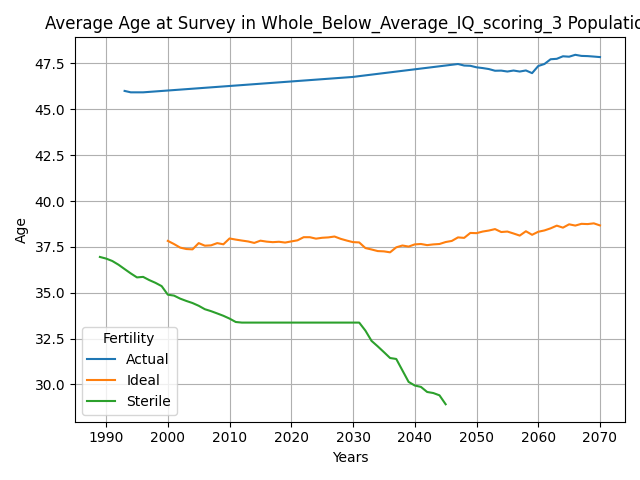 Average Age at Survey in Whole_Below_Average_IQ_scoring_3 Populatio
47.5
45.0
42.5
40.0
37.5
35.0
32.5
30.0
Age
Fertility
Actual
Ideal
Sterile
1990 2000 2010 2020 2030 2040 2050 2060 2070
Years